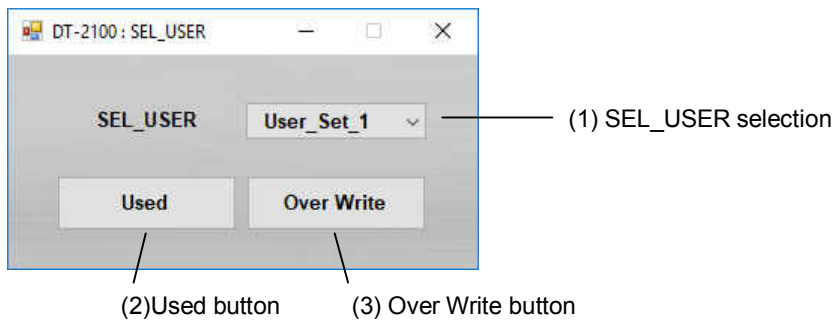 DT-2100 : SEL_USER
SEL_USER
User_Set_1
(1) SEL_USER selection
Used
Over Write
(2)Used button
(3) Over Write button